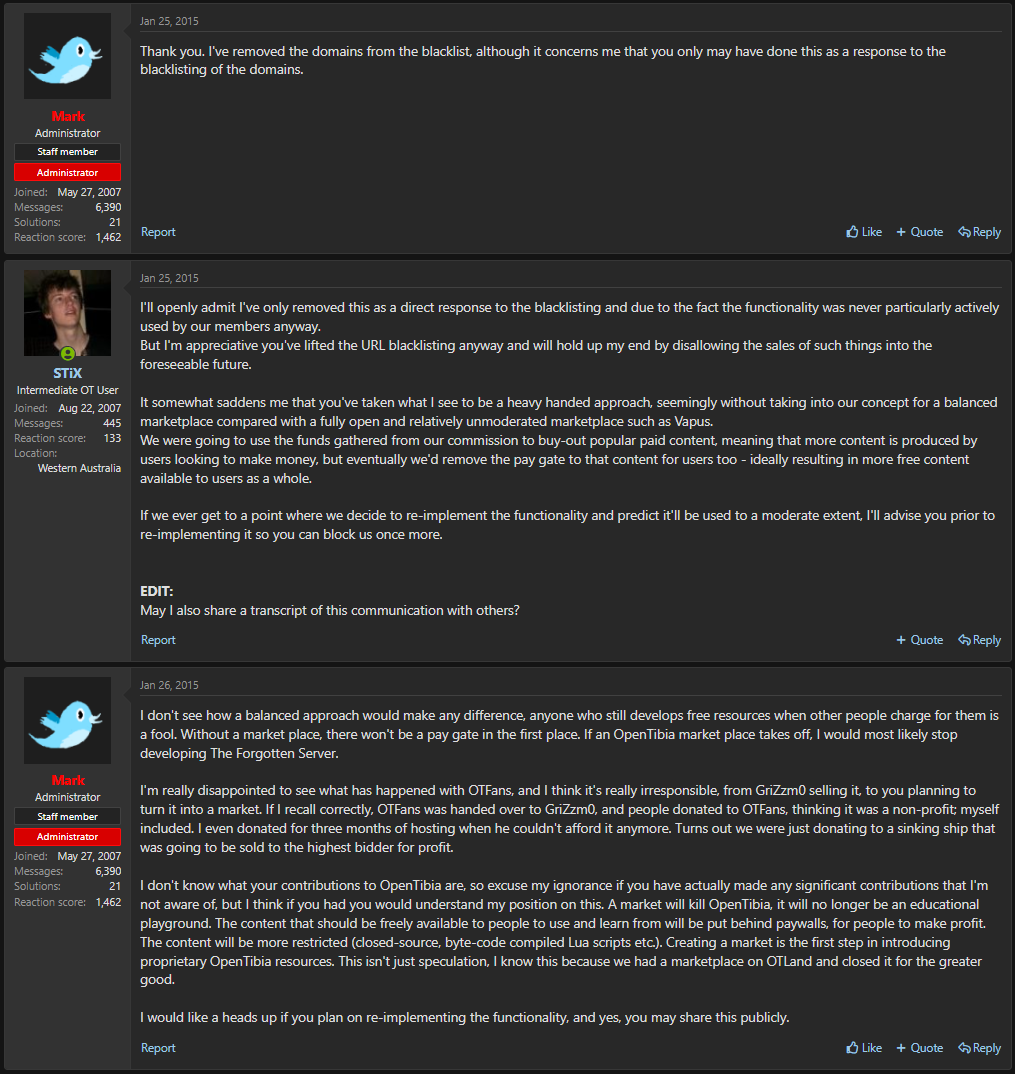 Jan 25, 2015
Thank you. I've removed the domains from the blacklist, although it concerns me that you only may have done this as a response to the
blacklisting of the domains.
Mark
Administrator
Staff member
Administrator
Joined: May 27, 2007
Messages: 6,390
Solutions: 21
Reaction score: 1,462
Report
Like + Quote Reply
Jan 25, 2015
I'll openly admit I've only removed this as a direct response to the blacklisting and due to the fact the functionality was never particularly actively
used by our members anyway.
But I'm appreciative you've lifted the URL blacklisting anyway and will hold up my end by disallowing the sales of such things into the
foreseeable future.
It somewhat saddens me that you've taken what I see to be a heavy handed approach, seemingly without taking into our concept for a balanced
marketplace compared with a fully open and relatively unmoderated marketplace such as Vapus.
We were going to use the funds gathered from our commission to buy-out popular paid content, meaning that more content is produced by
users looking to make money, but eventually we'd remove the pay gate to that content for users too - ideally resulting in more free content
available to users as a whole.
If we ever get to a point where we decide to re-implement the functionality and predict it'll be used to a moderate extent, I'll advise you prior to
re-implementing it so you can block us once more.
EDIT:
May I also share a transcript of this communication with others?
STiX
Intermediate OT User
Joined: Aug 22, 2007
Messages: 445
Reaction score: 133
Location:
Western Australia
Report
+ Quote Reply
Jan 26, 2015
I don't see how a balanced approach would make any difference, anyone who still develops free resources when other people charge for them is
a fool. Without a market place, there won't be a pay gate in the first place. If an OpenTibia market place takes off, I would most likely stop
developing The Forgotten Server.
I'm really disappointed to see what has happened with OTFans, and I think it's really irresponsible, from GriZzm0 selling it, to you planning to
turn it into a market. If I recall correctly, OTFans was handed over to GriZzm0, and people donated to OTFans, thinking it was a non-profit; myself
included. I even donated for three months of hosting when he couldn't afford it anymore. Turns out we were just donating to a sinking ship that
was going to be sold to the highest bidder for profit.
I don't know what your contributions to OpenTibia are, so excuse my ignorance if you have actually made any significant contributions that I'm
not aware of, but I think if you had you would understand my position on this. A market will kill OpenTibia, it will no longer be an educational
playground. The content that should be freely available to people to use and learn from will be put behind paywalls, for people to make profit.
The content will be more restricted (closed-source, byte-code compiled Lua scripts etc.). Creating a market is the first step in introducing
proprietary OpenTibia resources. This isn't just speculation, I know this because we had a marketplace on OTLand and closed it for the greater
good.
I would like a heads up if you plan on re-implementing the functionality, and yes, you may share this publicly.
Mark
Administrator
Staff member
Administrator
Joined: May 27, 2007
Messages: 6,390
Solutions: 21
Reaction score: 1,462
Report
Like + Quote Reply